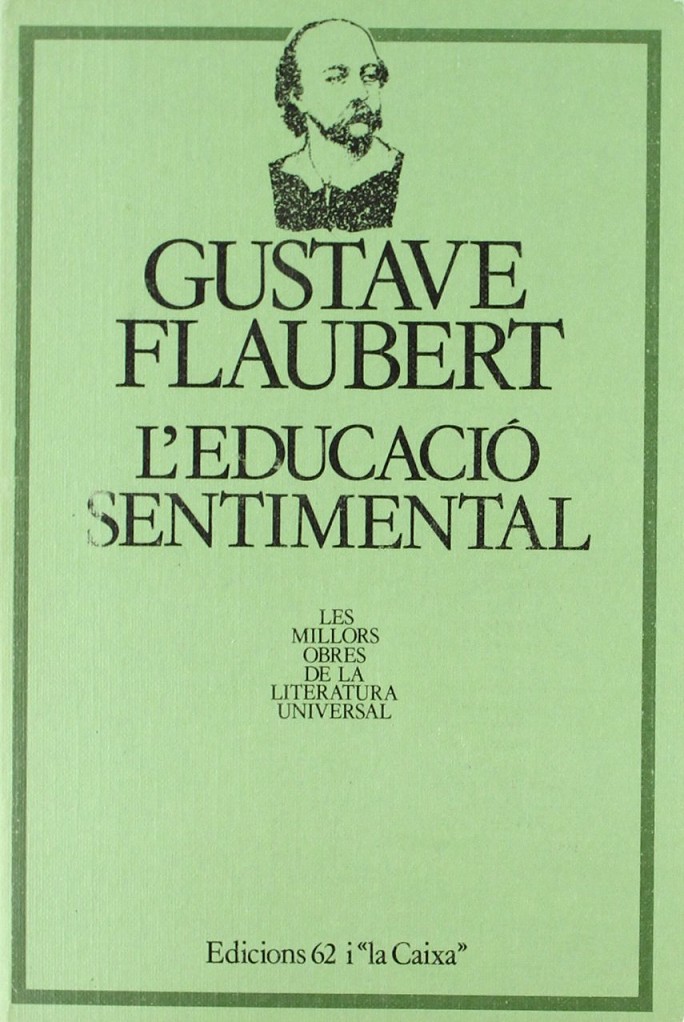 GUSTAVE
FLAUBERT
L’EDUCACIÓ
SENTIMENTAL
LES
MILLORS
OBRES
DE LA
LITERATURA
UNIVERSAL
Edicions 62 i «la Caixa»